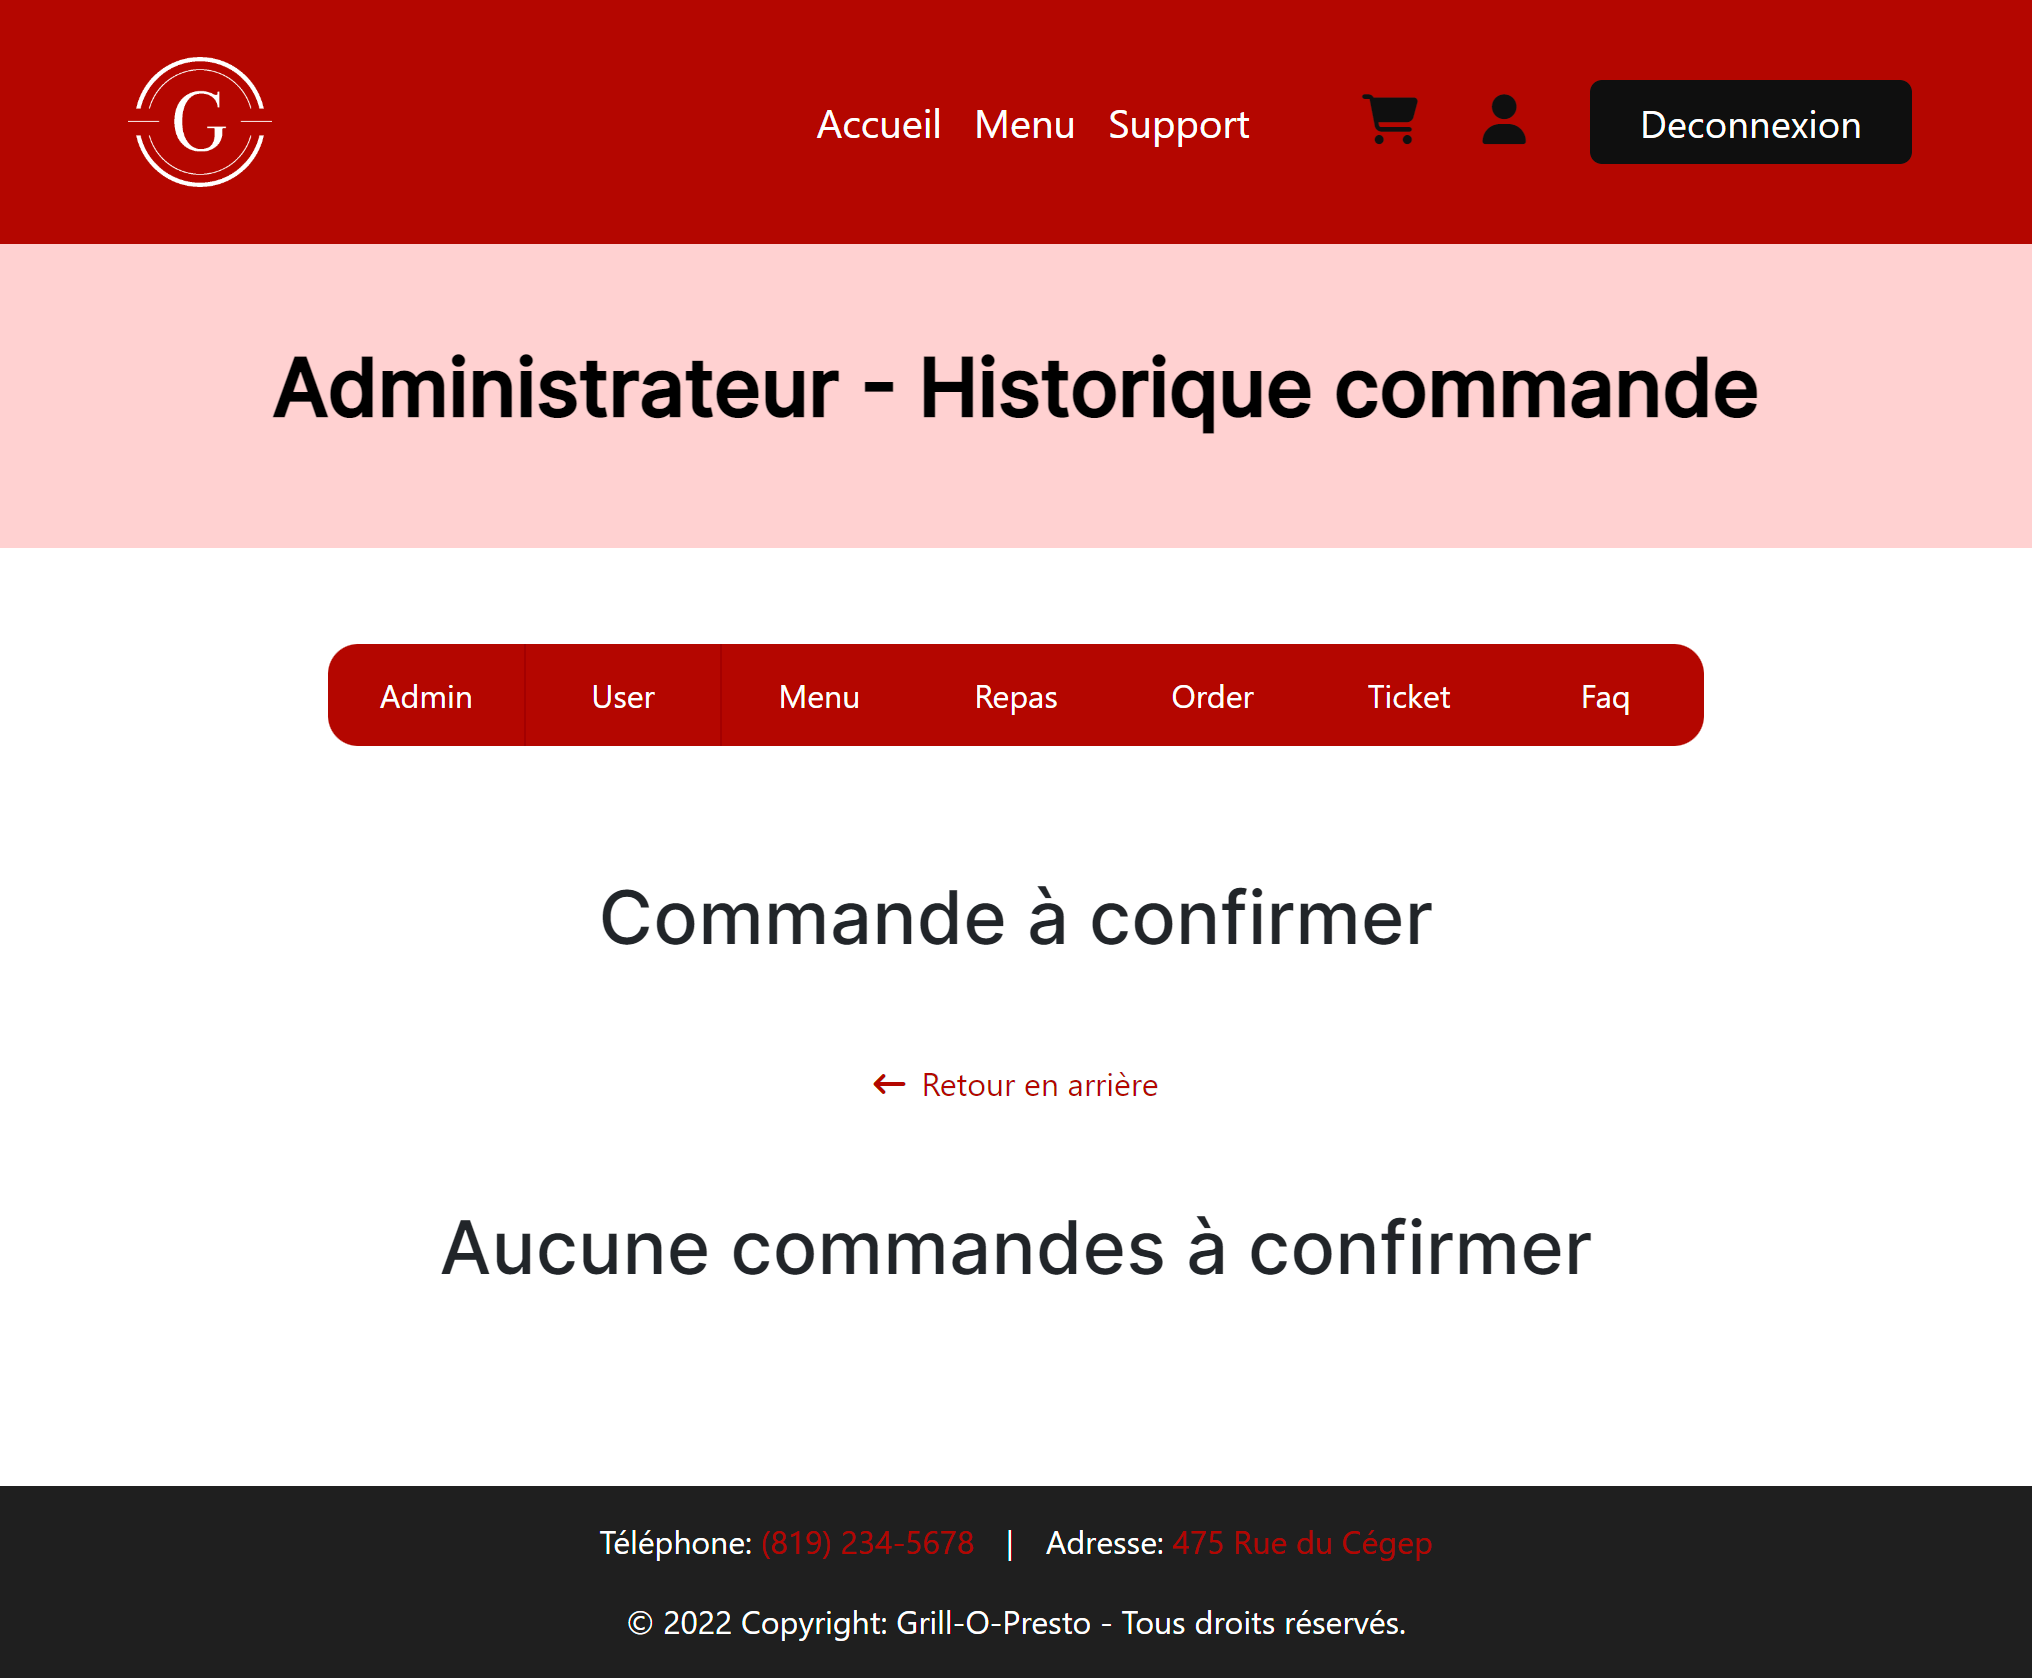 G
Accueil Menu Support Deconnexion
Administrateur - Historique commande
Admin User Menu Repas Order Ticket Faq
Commande à confirmer
Retour en arrière
Aucune commandes à confirmer
Téléphone: (819) 234-5678 | Adresse: 475 Rue du Cégep
© 2022 Copyright: Grill-O-Presto - Tous droits réservés.